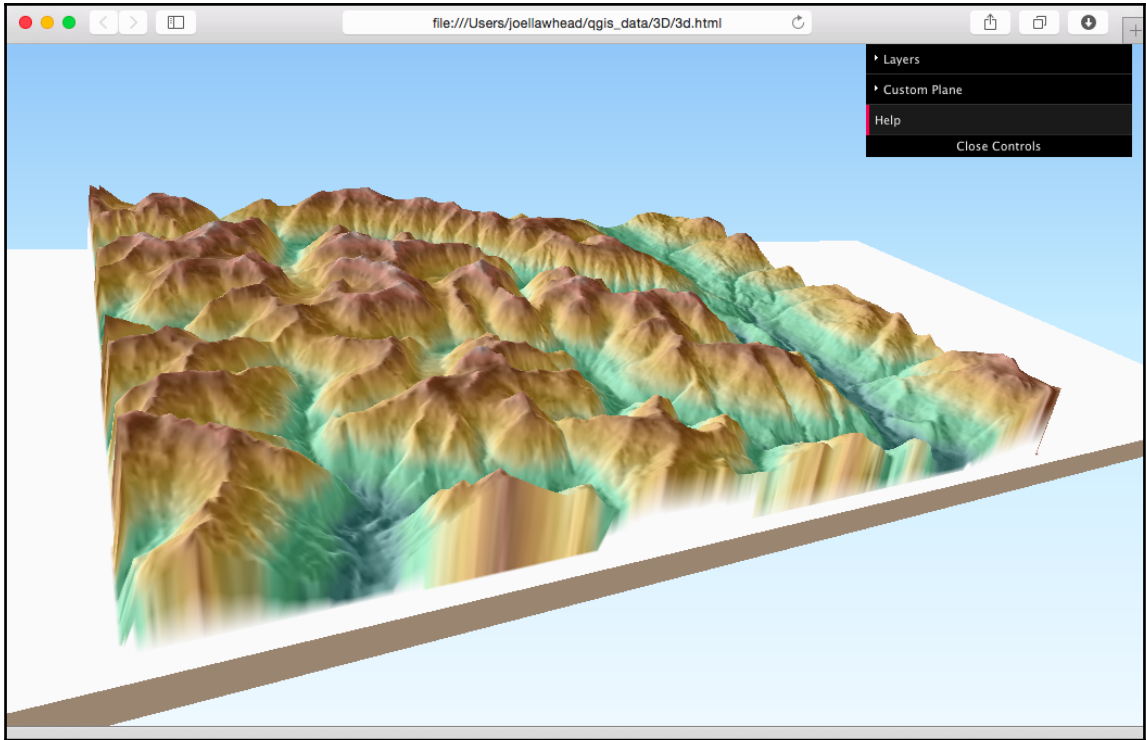 file:///Users/joellawhead/qgis_data/3D/3d.html
Layers
Custom Plane
Help
Close Controls